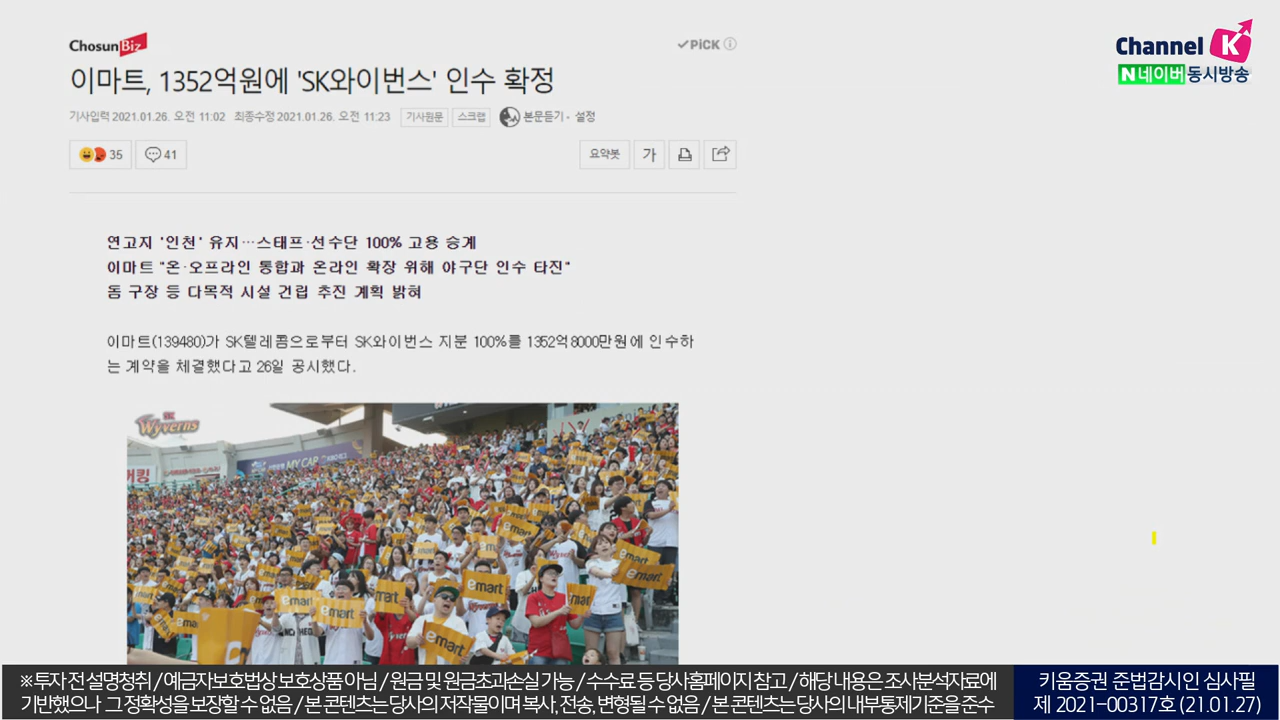 ChosunBiz
PiCK
이마트, 1352억원에 'SK와이번스' 인수 확정
기사입력 2021.01.26. 오전 11:02 최종수정 2021.01.26. 오전 11:23 기사원문 스크랩 본문듣기 · 설정
35 41 요약봇 가
Channel K
N네이버 동시방송
연고지 '인천' 유지…스태프·선수단 100% 고용 승계
이마트 "온·오프라인 통합과 온라인 확장 위해 야구단 인수 타진"
돔 구장 등 다목적 시설 건립 추진 계획 밝혀
이마트(139480)가 SK텔레콤으로부터 SK와이번스 지분 100%를 1352억8000만원에 인수하
는 계약을 체결했다고 26일 공시했다.
SK
Wyverns
MY CAR
emart
emart
emart
emart
emart
emart
※ 투자 전 설명청취 / 예금자보호법상 보호상품 아님 / 원금 및 원금초과손실 가능 / 수수료 등 당사홈페이지 참고 / 해당 내용은 조사분석자료에
기반했으나 그 정확성을 보장할 수 없음 / 본 콘텐츠는 당사의 저작물이며 복사, 전송, 변형될 수 없음 / 본 콘텐츠는 당사의 내부통제기준을 준수
키움증권 준법감시인 심사필
제 2021-00317호 (21.01.27)